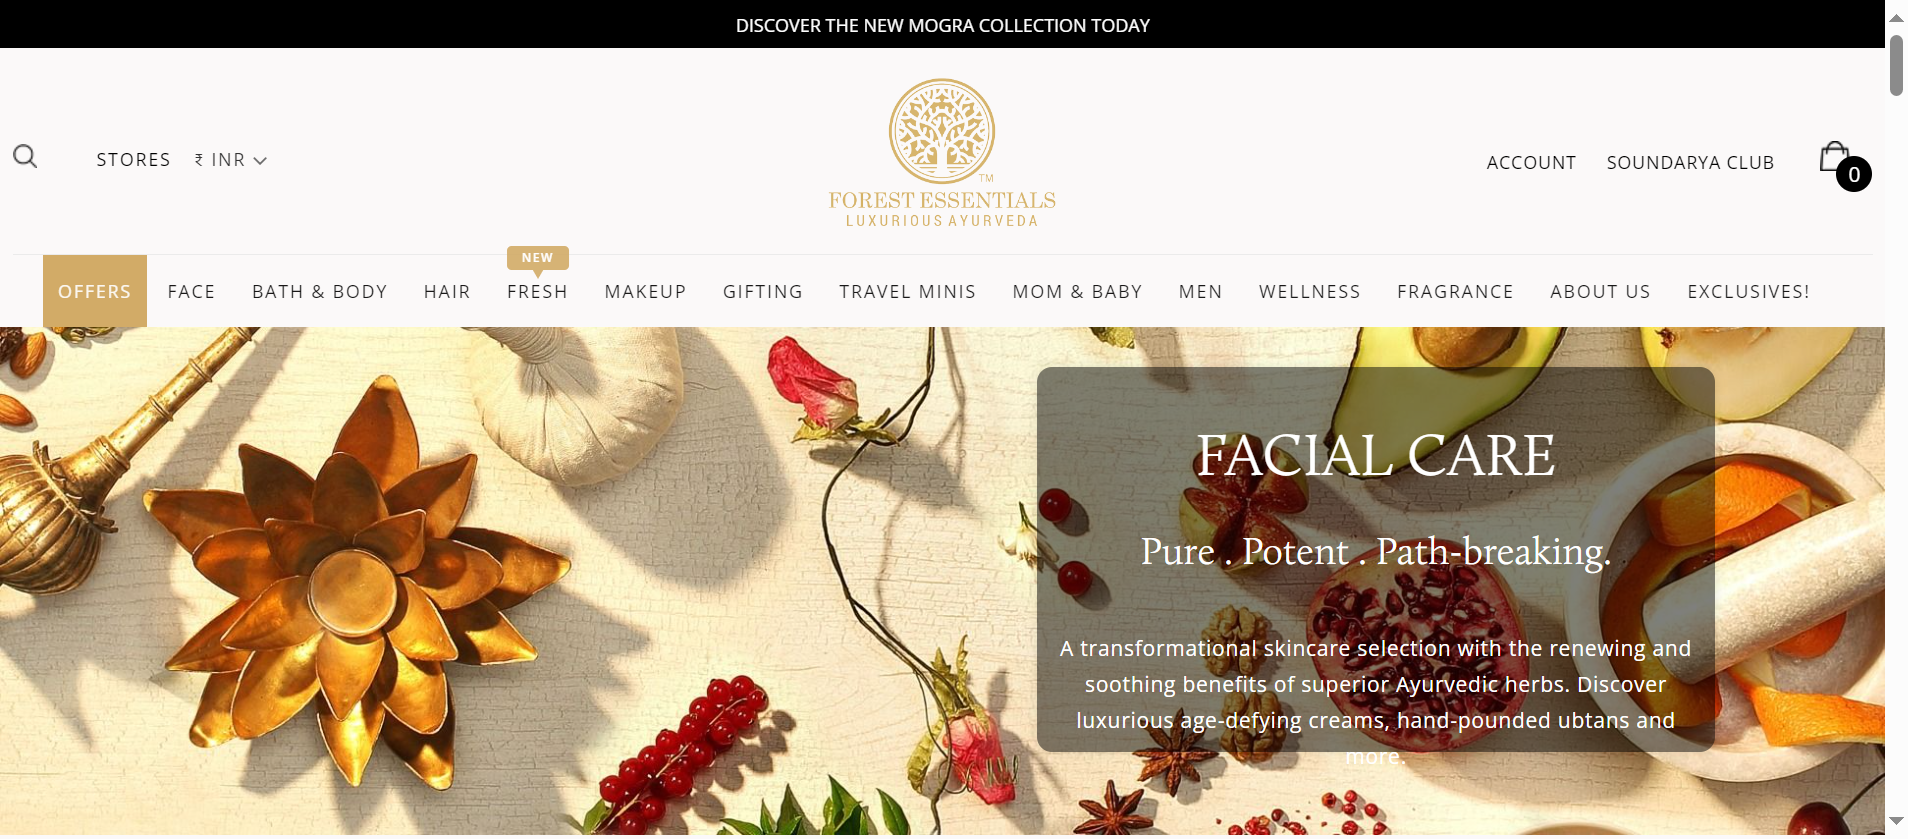 DISCOVER THE NEW MOGRA COLLECTION TODAY
STORES
₹ INR
TM
FOREST ESSENTIALS
LUXURIOUS AYURVEDA
ACCOUNT
SOUNDARYA CLUB
0
NEW
OFFERS
FACE
BATH & BODY
HAIR
FRESH
MAKEUP
GIFTING
TRAVEL MINIS
MOM & BABY
MEN
WELLNESS
FRAGRANCE
ABOUT US
EXCLUSIVES!
FACIAL CARE
Pure . Potent . Path-breaking.
A transformational skincare selection with the renewing and
soothing benefits of superior Ayurvedic herbs. Discover
luxurious age-defying creams, hand-pounded ubtans and
more.